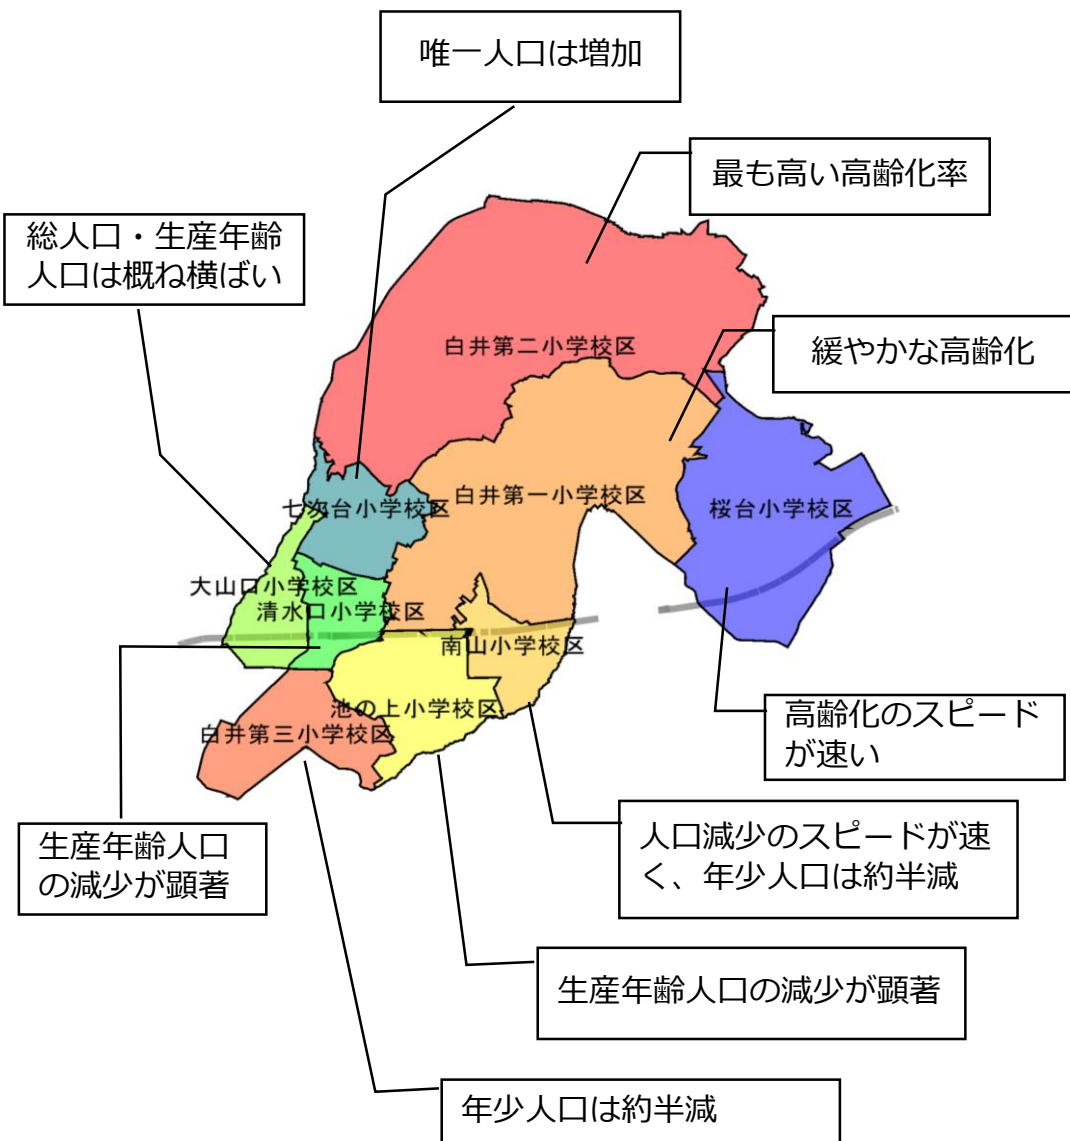 唯一人口は増加
最も高い高齢化率
総人口・生産年齢
人口は概ね横ばい
白井第二小学校区
緩やかな高齢化
七次台小学校区
白井第一小学校区
桜台小学校区
大山口小学校区
清水口小学校区
南山小学校区
池の上小学校区
白井第三小学校区
高齢化のスピード
が速い
生産年齢人口
の減少が顕著
人口減少のスピードが速
く、年少人口は約半減
生産年齢人口の減少が顕著
年少人口は約半減